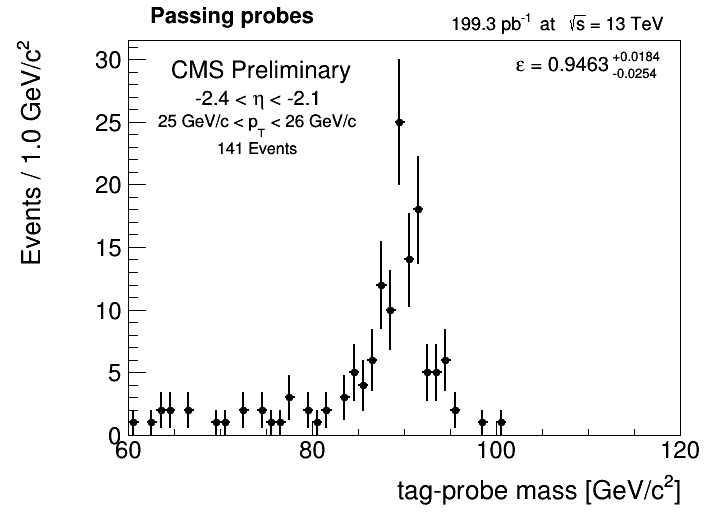 Passing probes
199.3 pb⁻¹ at √s = 13 TeV
CMS Preliminary
-2.4 < η < -2.1
25 GeV/c < p_T < 26 GeV/c
141 Events
ε = 0.9463 +0.0184 -0.0254
Events / 1.0 GeV/c²
30
25
20
15
10
5
0
60 80 100 120
tag-probe mass [GeV/c²]